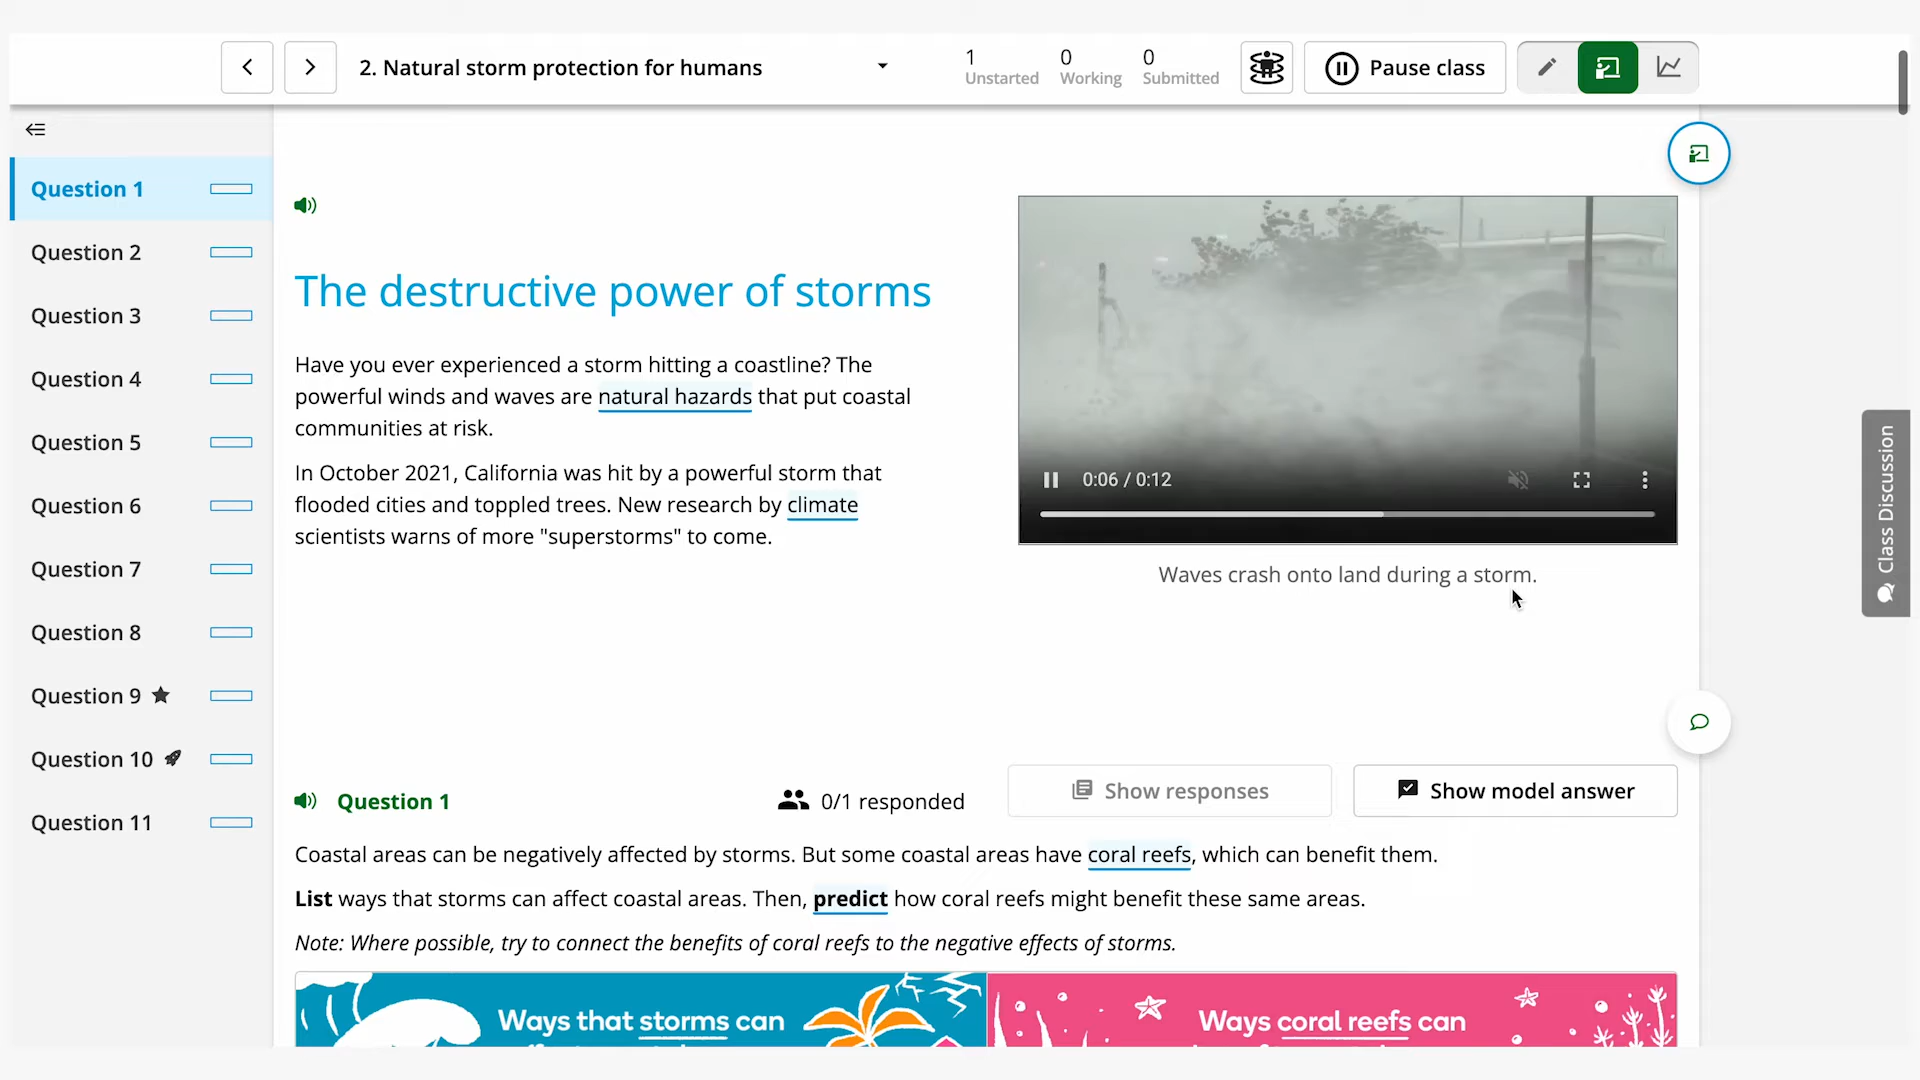 2. Natural storm protection for humans
1
Unstarted
0
Working
0
Submitted
Pause class
Question 1
Question 2
Question 3
Question 4
Question 5
Question 6
Question 7
Question 8
Question 9
Question 10
Question 11
The destructive power of storms
Have you ever experienced a storm hitting a coastline? The
powerful winds and waves are natural hazards that put coastal
communities at risk.
In October 2021, California was hit by a powerful storm that
flooded cities and toppled trees. New research by climate
scientists warns of more "superstorms" to come.
0:06 / 0:12
Waves crash onto land during a storm.
Class Discussion
Question 1
0/1 responded
Show responses
Show model answer
Coastal areas can be negatively affected by storms. But some coastal areas have coral reefs, which can benefit them.
List ways that storms can affect coastal areas. Then, predict how coral reefs might benefit these same areas.
Note: Where possible, try to connect the benefits of coral reefs to the negative effects of storms.
Ways that storms can
Ways coral reefs can